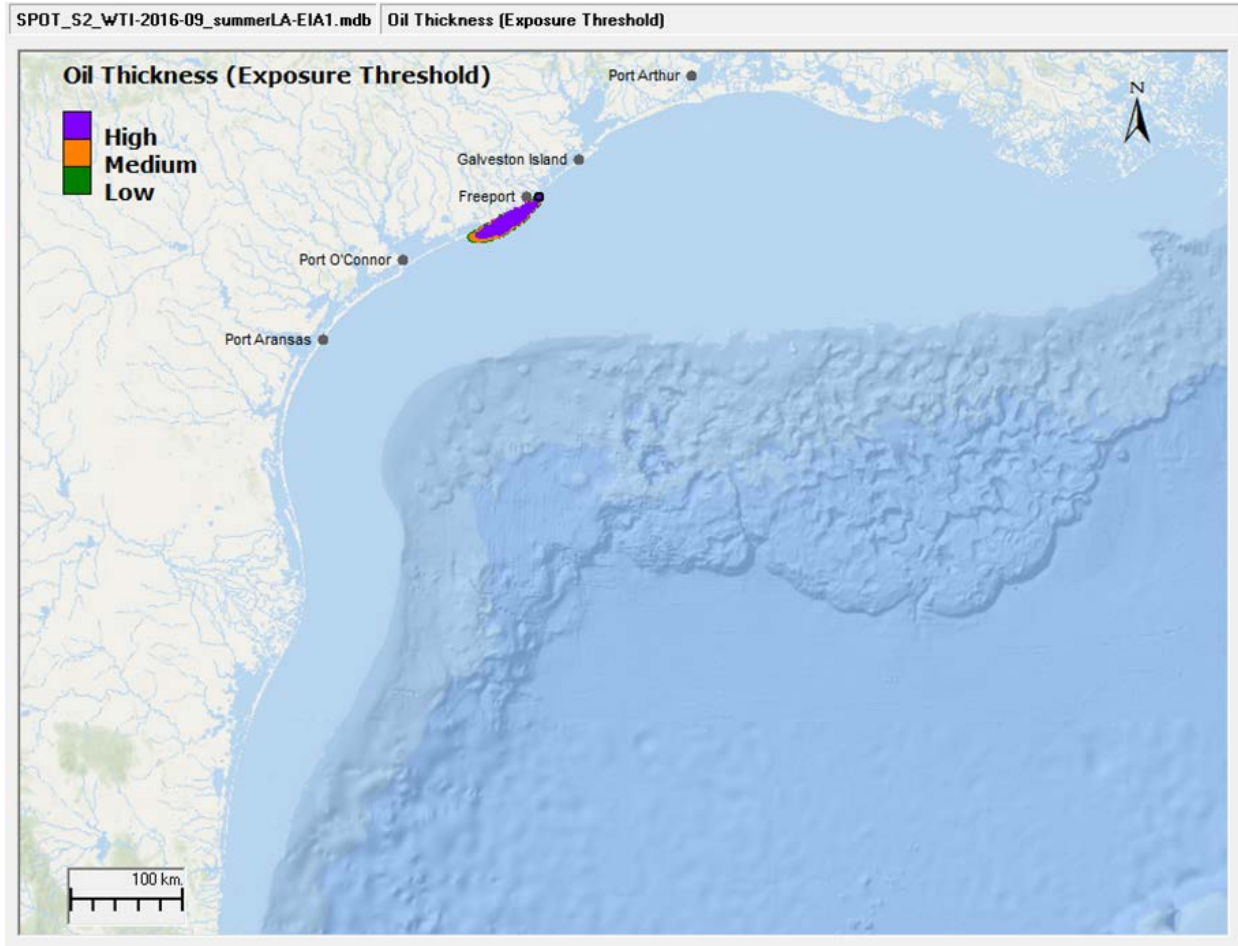 SPOT_S2_WTI-2016-09_summerLA-EIA1.mdb Oil Thickness (Exposure Threshold)
Oil Thickness (Exposure Threshold)
Port Arthur
N
High
Medium
Low
Galveston Island
Freeport
Port O'Connor
Port Aransas
100 km.